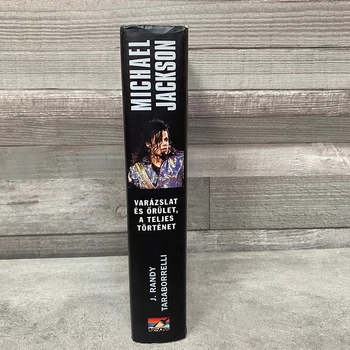 MICHAEL
JACKSON
VARÁZSLAT
ÉS ŐRÜLET,
A TELJES
TÖRTÉNET
J. RANDY
TARABORRELLI